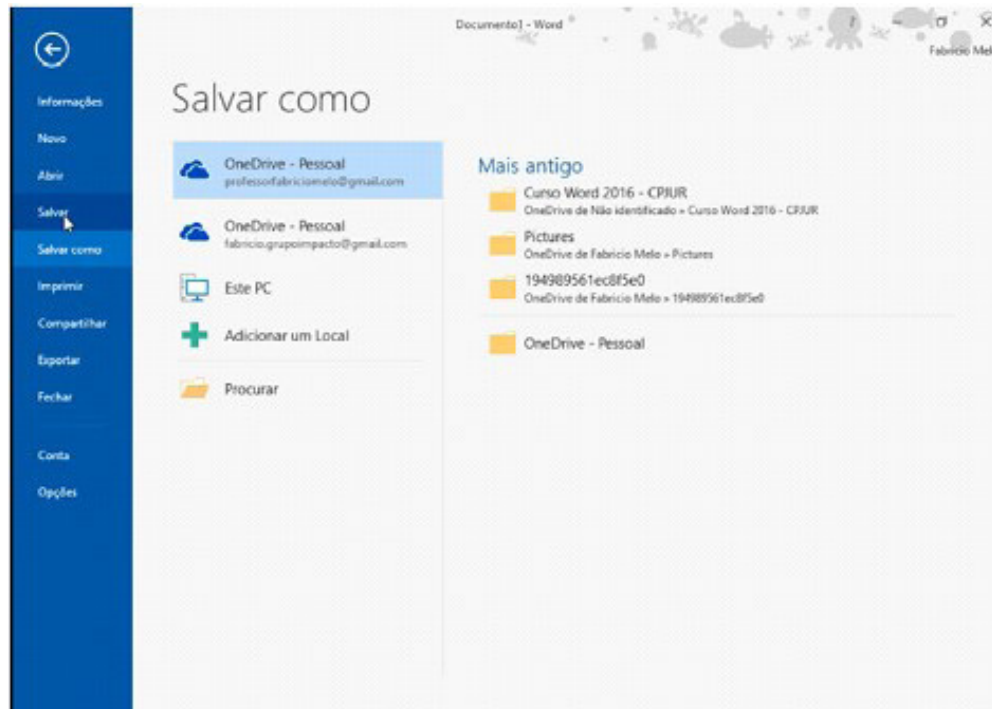 Documento1 - Word
Fabricio Mel
Informações
Novo
Abrir
Salvar
Salvar como
Imprimir
Compartilhar
Exportar
Fechar
Conta
Opções
Salvar como
OneDrive - Pessoal
professorfabriciomelo@gmail.com
OneDrive - Pessoal
fabricio.grupoimpacto@gmail.com
Este PC
Adicionar um Local
Procurar
Mais antigo
Curso Word 2016 - CPJUR
OneDrive de Não identificado » Curso Word 2016 - CPJUR
Pictures
OneDrive de Fabricio Melo » Pictures
194989561ec8f5e0
OneDrive de Fabricio Melo » 194989561ec8f5e0
OneDrive - Pessoal